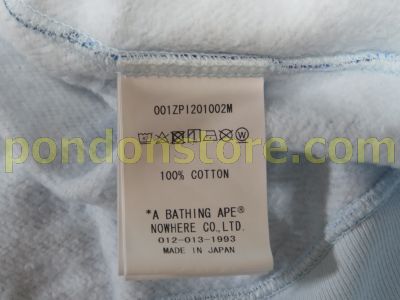 001ZPI201002M
pondonstore.com
100% COTTON
*A BATHING APE®
NOWHERE CO.,LTD.
012-013-1993
MADE IN JAPAN